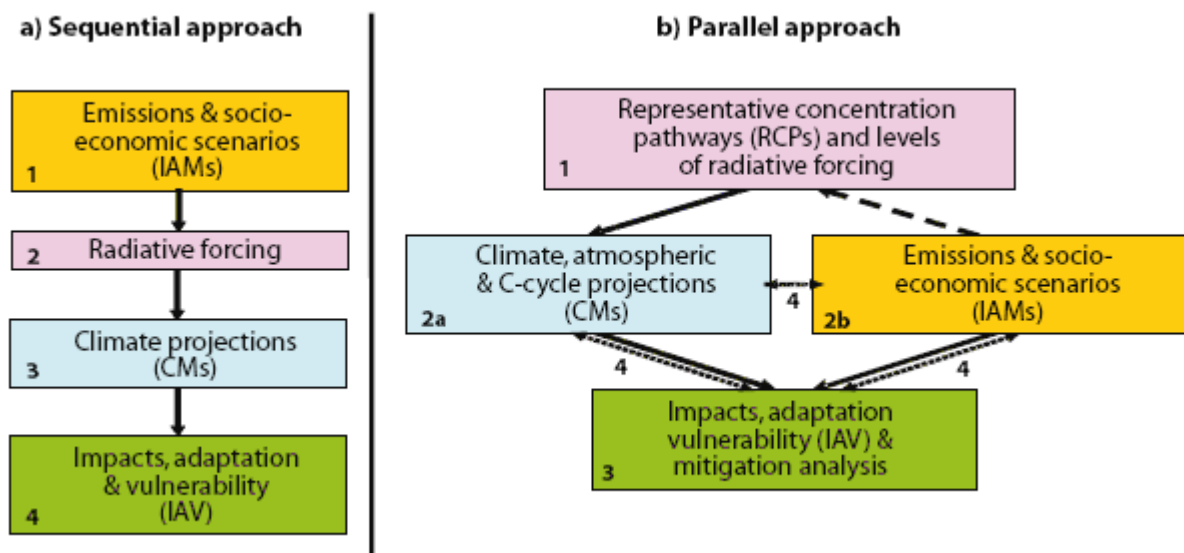 a) Sequential approach
Emissions & socio-
economic scenarios
(IAMs)
1
2
Radiative forcing
Climate projections
(CMs)
3
Impacts, adaptation
& vulnerability
(IAV)
4
b) Parallel approach
Representative concentration
pathways (RCPs) and levels
of radiative forcing
1
Climate, atmospheric
& C-cycle projections
(CMs)
2a
4
Emissions & socio-
economic scenarios
(IAMs)
2b
4
4
Impacts, adaptation
vulnerability (IAV) &
mitigation analysis
3